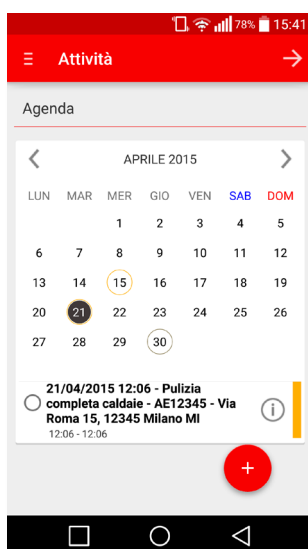 78% 15:41
Attività
Agenda
APRILE 2015
LUN MAR MER GIO VEN SAB DOM
1 2 3 4 5
6 7 8 9 10 11 12
13 14 15 16 17 18 19
20 21 22 23 24 25 26
27 28 29 30
21/04/2015 12:06 - Pulizia
completa caldaie - AE12345 - Via
Roma 15, 12345 Milano MI
12:06 - 12:06